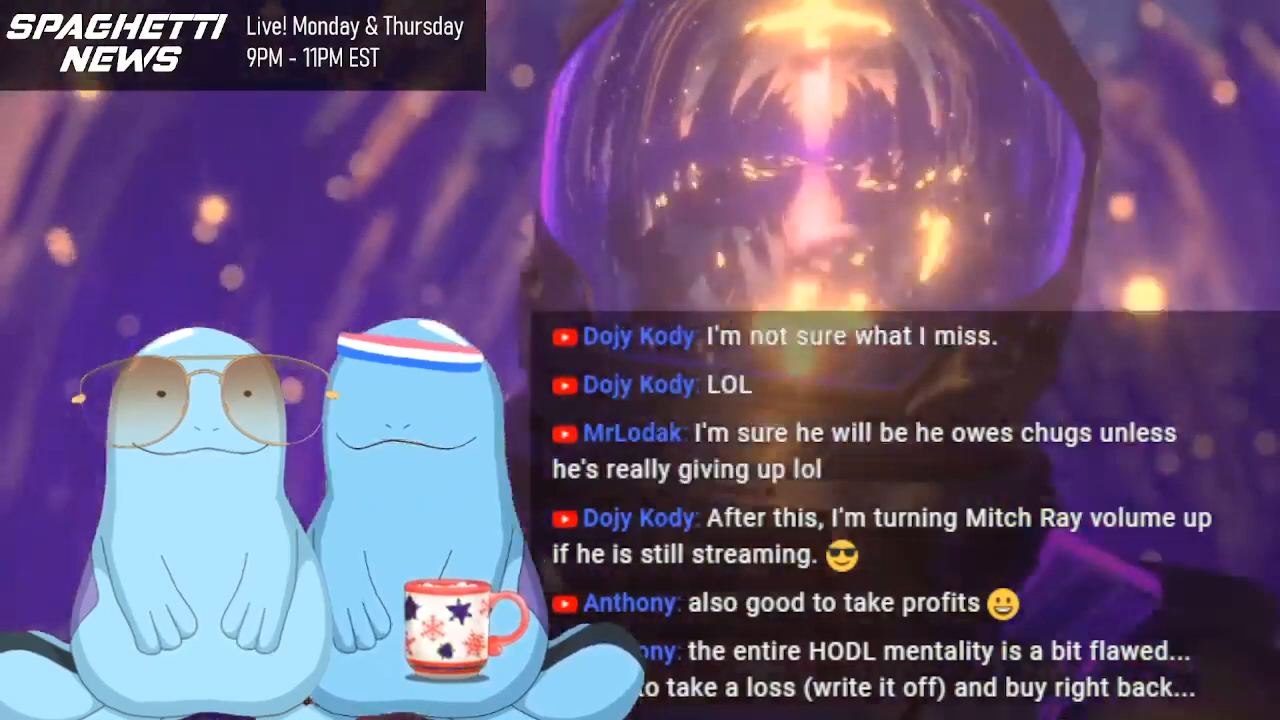 SPAGHETTI
NEWS
Live! Monday & Thursday
9PM - 11PM EST
Dojy Kody: I'm not sure what I miss.
Dojy Kody: LOL
MrLodak: I'm sure he will be he owes chugs unless
he's really giving up lol
Dojy Kody: After this, I'm turning Mitch Ray volume up
if he is still streaming. 😎
Anthony: also good to take profits 😀
ony: the entire HODL mentality is a bit flawed...
to take a loss (write it off) and buy right back...